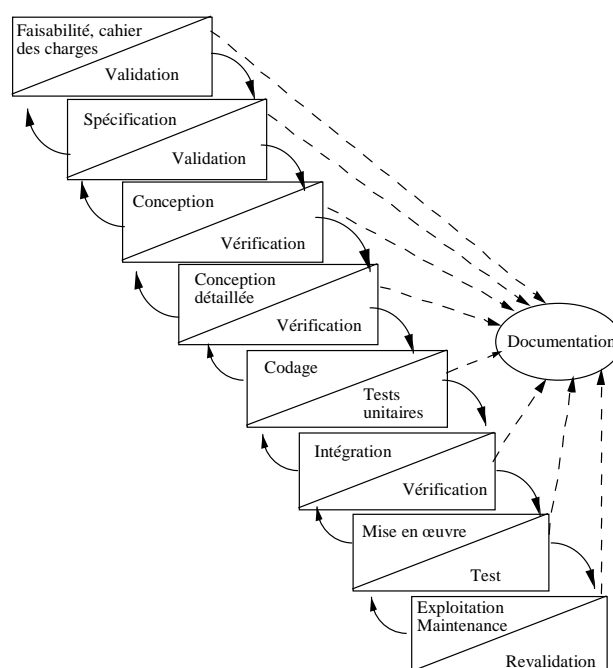 Faisabilité, cahier
des charges
Validation
Spécification
Validation
Conception
Vérification
Conception
détaillée
Vérification
Documentation
Codage
Tests
unitaires
Intégration
Vérification
Mise en œuvre
Test
Exploitation
Maintenance
Revalidation